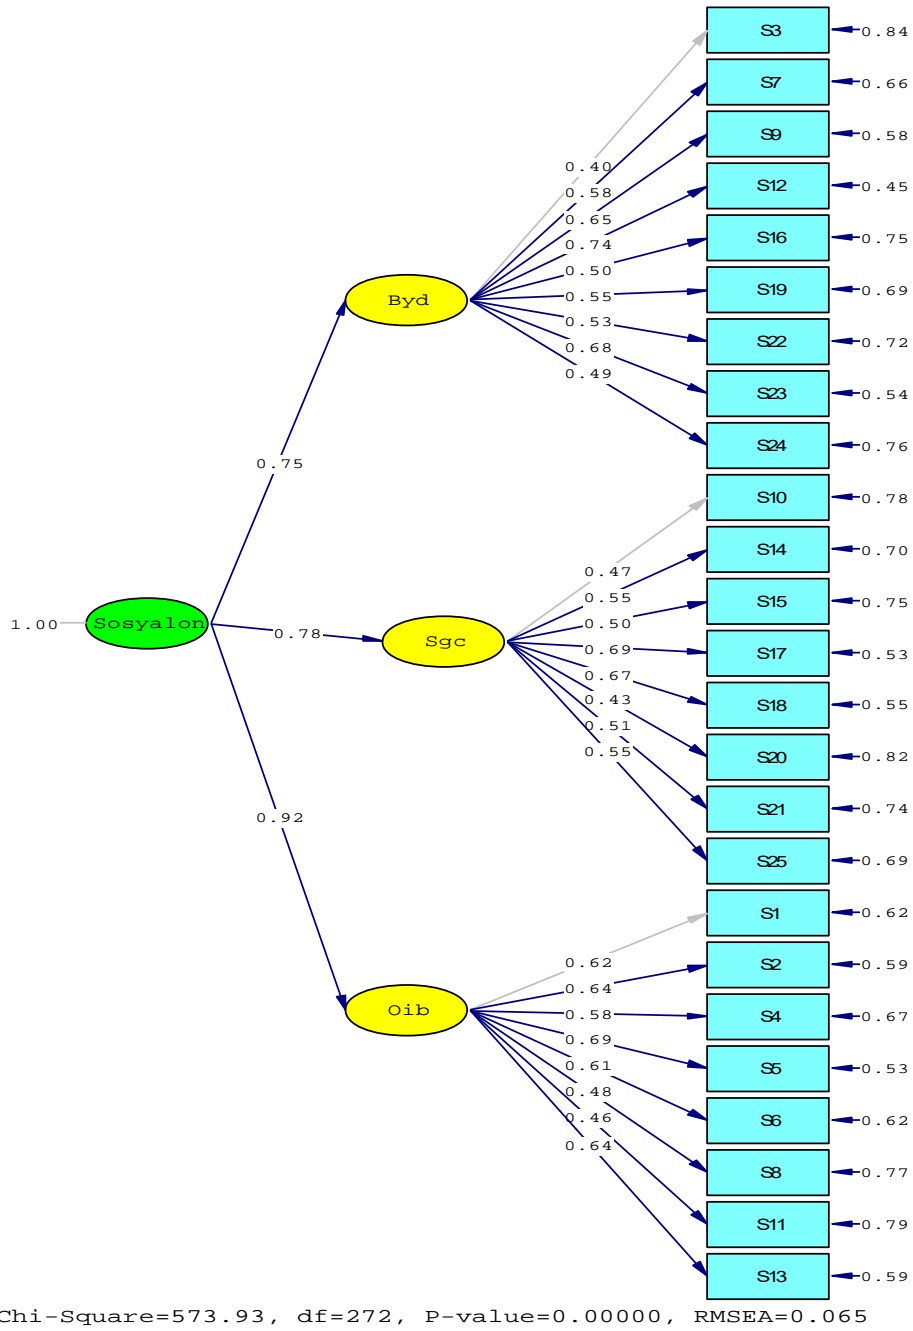 S3 0.84
S7 0.66
S9 0.58
0.40
S12 0.45
0.58
0.65
S16 0.75
0.74
0.50
S19 0.69
Byd
0.55
0.53
S22 0.72
0.68
0.49
S23 0.54
S24 0.76
0.75
S10 0.78
S14 0.70
0.47
0.55
S15 0.75
0.50
1.00 Sosyalon
0.78
Sgc
0.69
S17 0.53
0.67
0.43
S18 0.55
0.51
0.55
S20 0.82
S21 0.74
0.92
S25 0.69
S1 0.62
0.62
S2 0.59
0.64
Oib
0.58
S4 0.67
0.69
0.61
S5 0.53
0.48
0.46
S6 0.62
0.64
S8 0.77
S11 0.79
S13 0.59
Chi-Square=573.93, df=272, P-value=0.00000, RMSEA=0.065